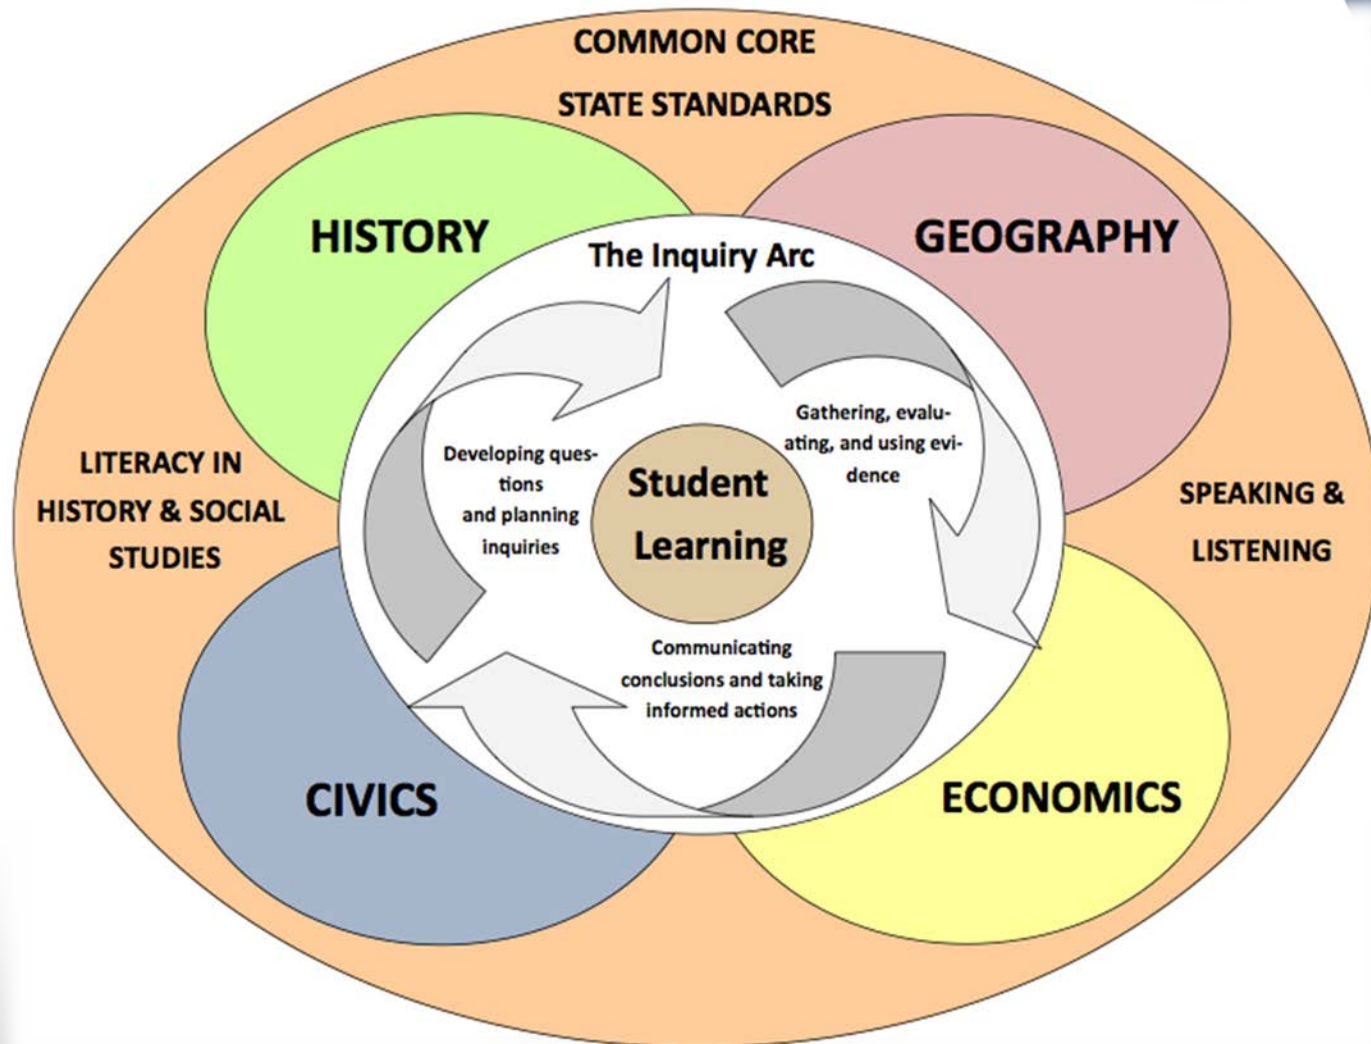 COMMON CORE
STATE STANDARDS
HISTORY
GEOGRAPHY
The Inquiry Arc
Developing ques-
tions
and planning
inquiries
Gathering, evalu-
ating, and using evi-
dence
Student
Learning
Communicating
conclusions and taking
informed actions
LITERACY IN
HISTORY & SOCIAL
STUDIES
SPEAKING &
LISTENING
CIVICS
ECONOMICS